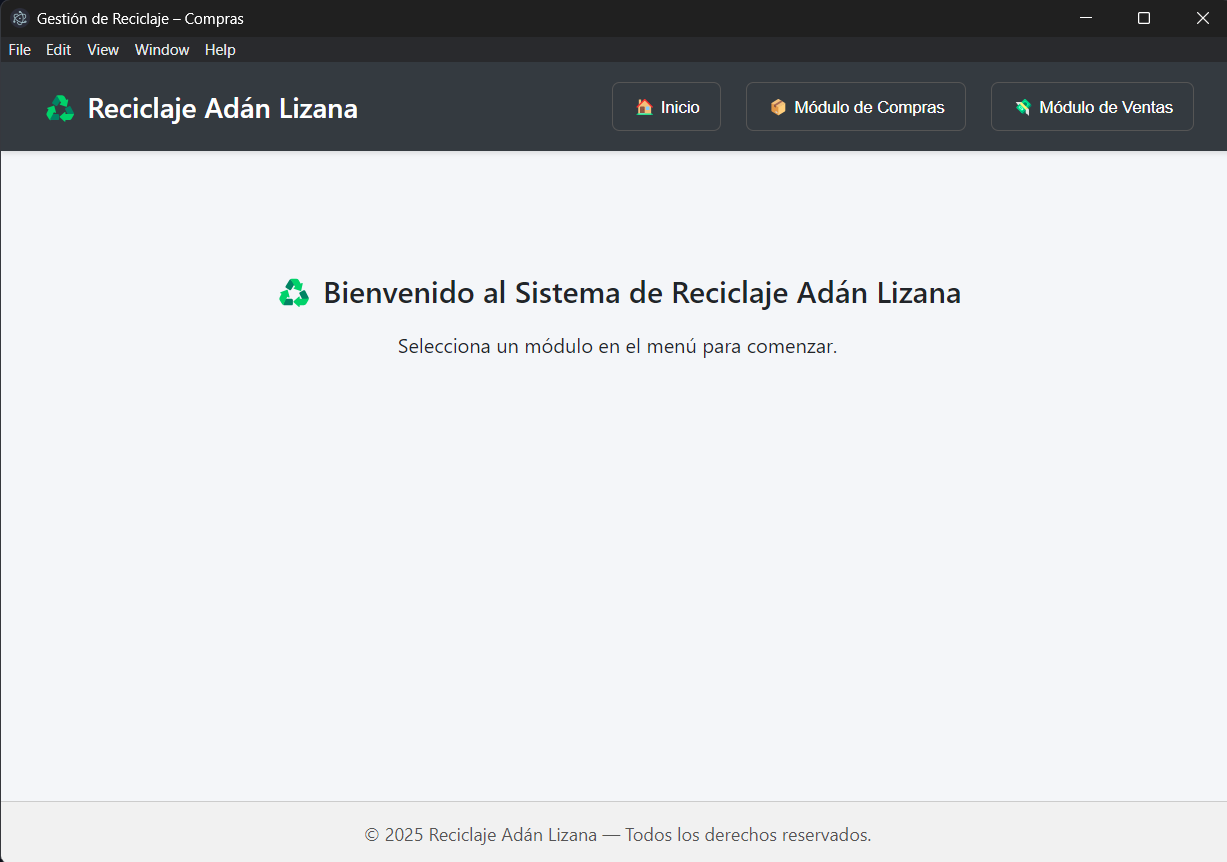 Gestión de Reciclaje – Compras
File Edit View Window Help
Reciclaje Adán Lizana
Inicio
Módulo de Compras
Módulo de Ventas
Bienvenido al Sistema de Reciclaje Adán Lizana
Selecciona un módulo en el menú para comenzar.
© 2025 Reciclaje Adán Lizana — Todos los derechos reservados.